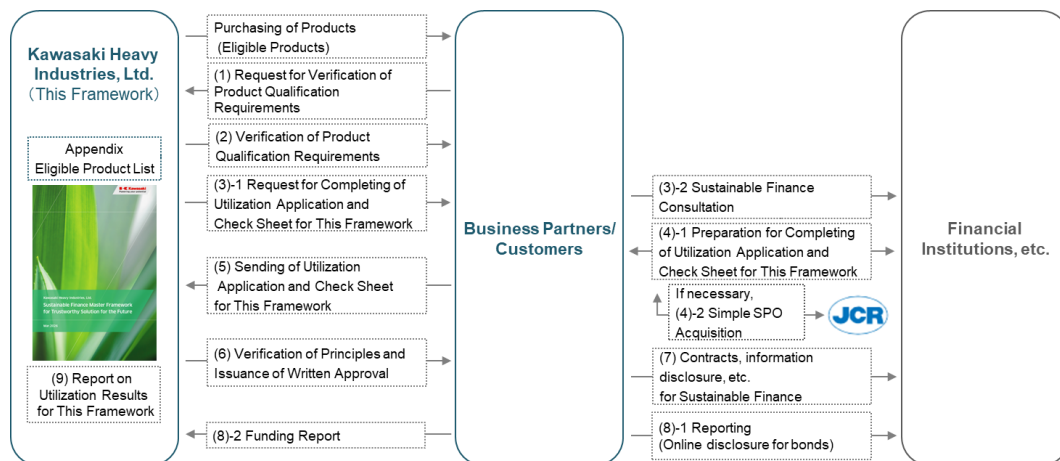 Kawasaki Heavy
Industries, Ltd.
（This Framework）
Appendix
Eligible Product List
Kawasaki
Kawasaki Heavy Industries, Ltd.
Sustainable Finance Master Framework
for Trustworthy Solution for the Future
(9) Report on
Utilization Results
for This Framework
Purchasing of Products
(Eligible Products)
(1) Request for Verification of
Product Qualification
Requirements
(2) Verification of Product
Qualification Requirements
(3)-1 Request for Completing of
Utilization Application and
Check Sheet for This Framework
(5) Sending of Utilization
Application and Check Sheet
for This Framework
(6) Verification of Principles and
Issuance of Written Approval
(8)-2 Funding Report
Business Partners/
Customers
(3)-2 Sustainable Finance
Consultation
(4)-1 Preparation for Completing
of Utilization Application and
Check Sheet for This Framework
If necessary,
(4)-2 Simple SPO
Acquisition
JCR
(7) Contracts, information
disclosure, etc.
for Sustainable Finance
(8)-1 Reporting
(Online disclosure for bonds)
Financial
Institutions, etc.